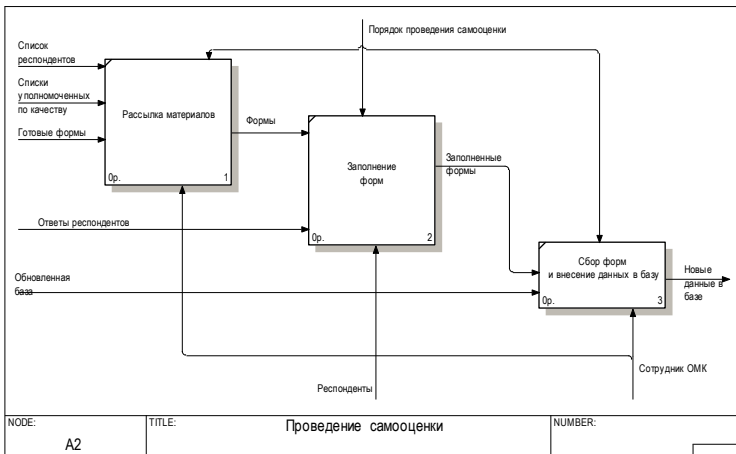 Порядок проведения самооценки
Список
респондентов
Списки
уполномоченных
по качеству
Готовые формы
Рассылка материалов
0р.
1
Формы
Заполнение
форм
0р.
2
Заполненные
формы
Ответы респондентов
Обновленная
база
Сбор форм
и внесение данных в базу
0р.
3
Новые
данные в
базе
Респонденты
Сотрудник ОМК
NODE:
A2
TITLE:
Проведение самооценки
NUMBER: